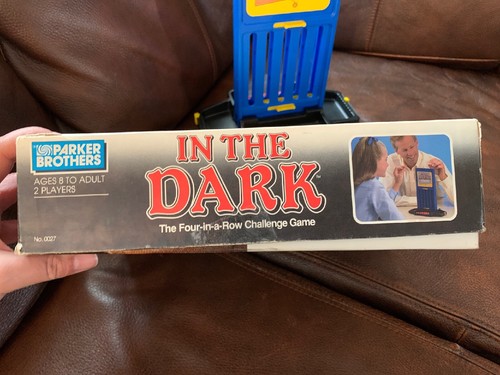 PARKER
BROTHERS
AGES 8 TO ADULT
2 PLAYERS
No. 0027
IN THE
DARK
The Four-in-a-Row Challenge Game